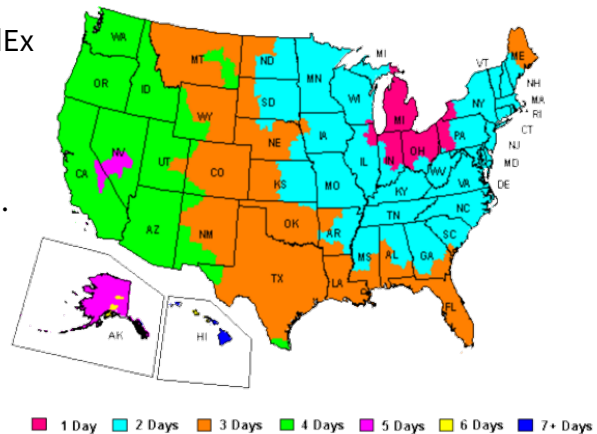 lEx
WA
MT
ND
MN
MI
VT
ME
NH
MA
RI
CT
NJ
MD
DE
OR
ID
WY
SD
WI
NY
MI
PA
IA
NE
IL
IN
OH
WV
VA
NV
UT
CO
KS
MO
KY
CA
NC
TN
SC
AZ
NM
OK
AR
MS
AL
GA
TX
LA
FL
AK
HI
.
1 Day 2 Days 3 Days 4 Days 5 Days 6 Days 7+ Days